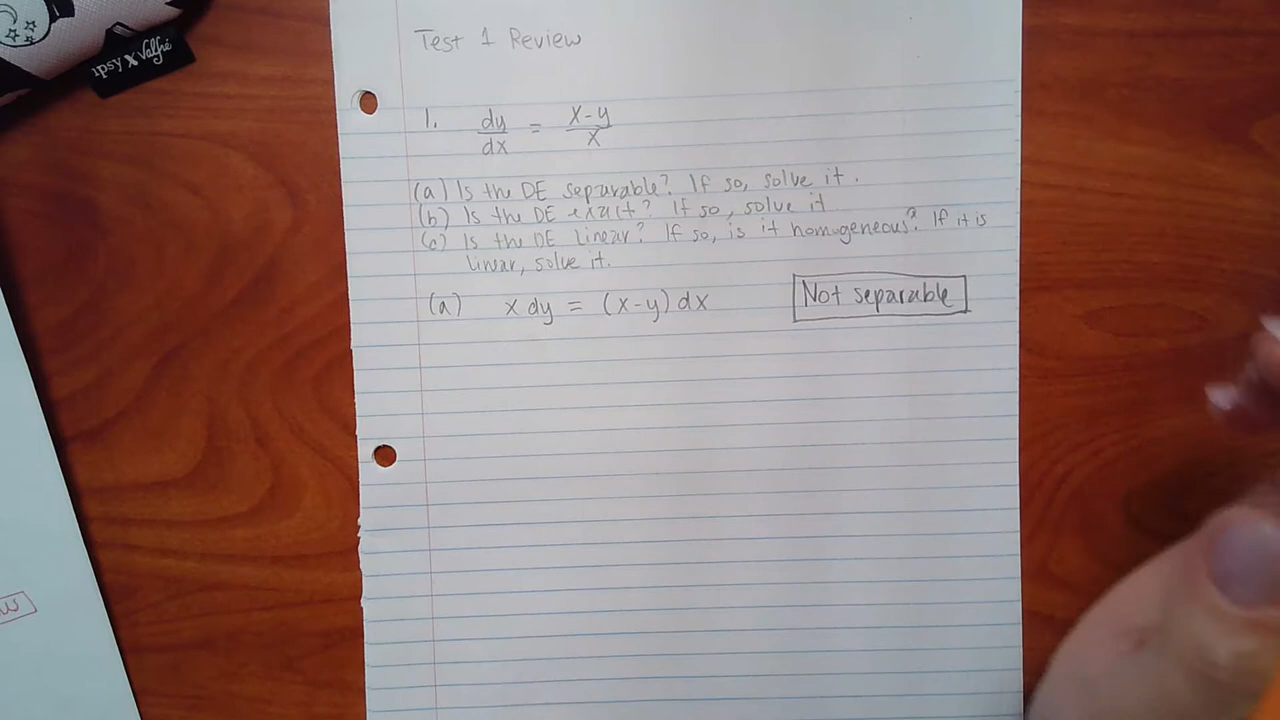 ipsy x Valfré
Test 1 Review
1. dy/dx = x-y/x
(a) Is the DE separable? If so, solve it.
(b) Is the DE exact? If so, solve it
(c) Is the DE linear? If so, is it homogeneous? If it is
linear, solve it.
(a) x dy = (x-y) dx Not separable